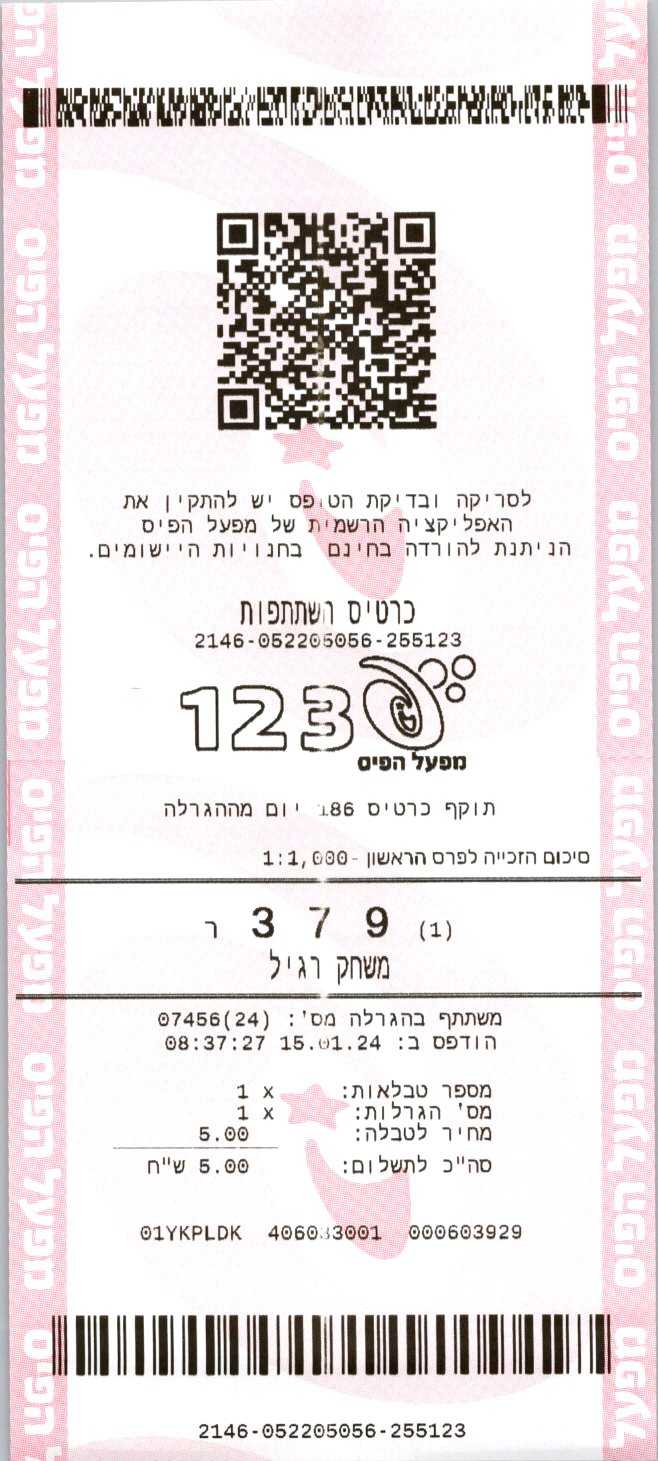 לסריקה ובדיקת הטופס יש להתקין את
האפליקציה הרשמית של מפעל הפיס
הניתנת להורדה בחינם בחנויות היישומים.
כרטיס השתתפות
2146-052205056-255123
123
מפעל הפיס
תוקף כרטיס 186 יום מההגרלה
סיכום הזכייה לפרס הראשון -1:1,000
(1) 9 7 3 ר
משחק רגיל
משתתף בהגרלה מס': 07456(24)
הודפס ב: 15.01.24 08:37:27
מספר טבלאות: x 1
מס' הגרלות: x 1
מחיר לטבלה: 5.00
סה"כ לתשלום: 5.00 ש"ח
01YKPLDK 406033001 000603929
2146-052205056-255123
מפעל הפיס
מפעל הפיס
מפעל הפיס
מפעל הפיס
מפעל הפיס
מפעל הפיס
מפעל הפיס
מפעל הפיס